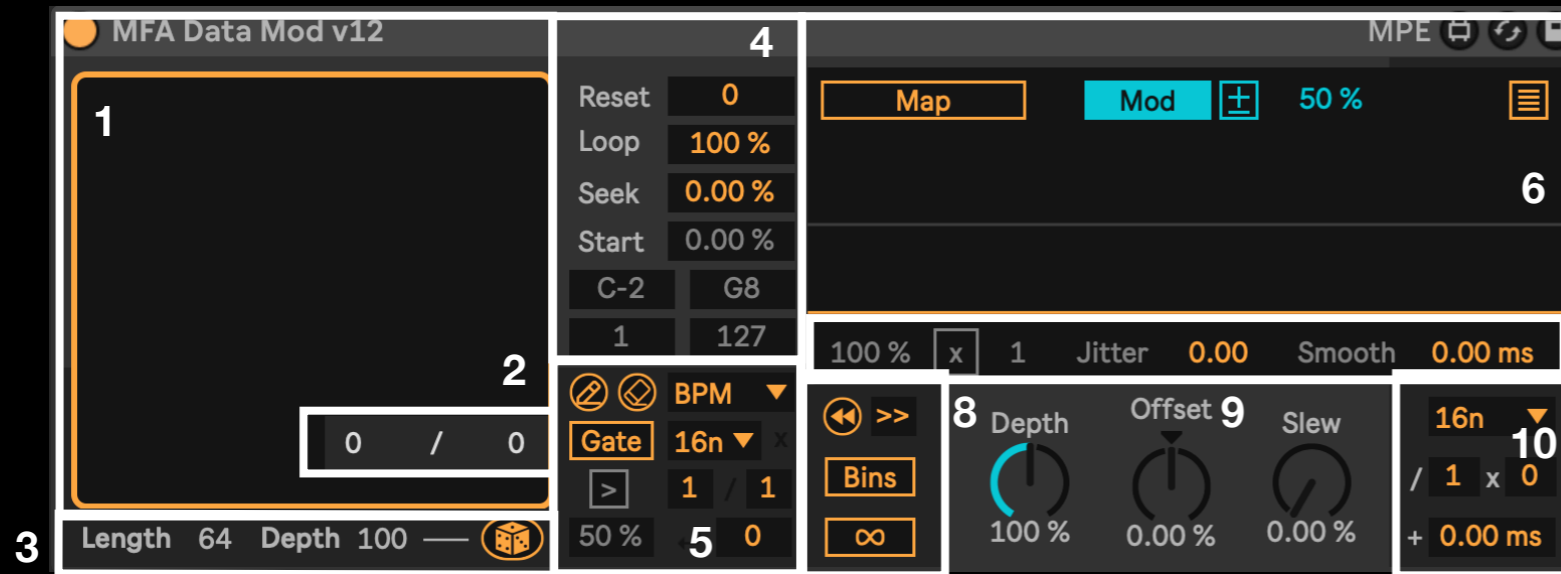 MFA Data Mod v12
MPE
1
2
0 / 0
3
Length 64 Depth 100
4
Reset 0
Loop 100 %
Seek 0.00 %
Start 0.00 %
C-2 G8
1 127
BPM
Gate 16n x
> 1 / 1
50 % 5 0
Map Mod ± 50 %
6
100 % x 1 Jitter 0.00 Smooth 0.00 ms
>>
Bins
∞
8 Depth Offset 9 Slew
100 % 0.00 % 0.00 %
16n
10
/ 1 x 0
+ 0.00 ms